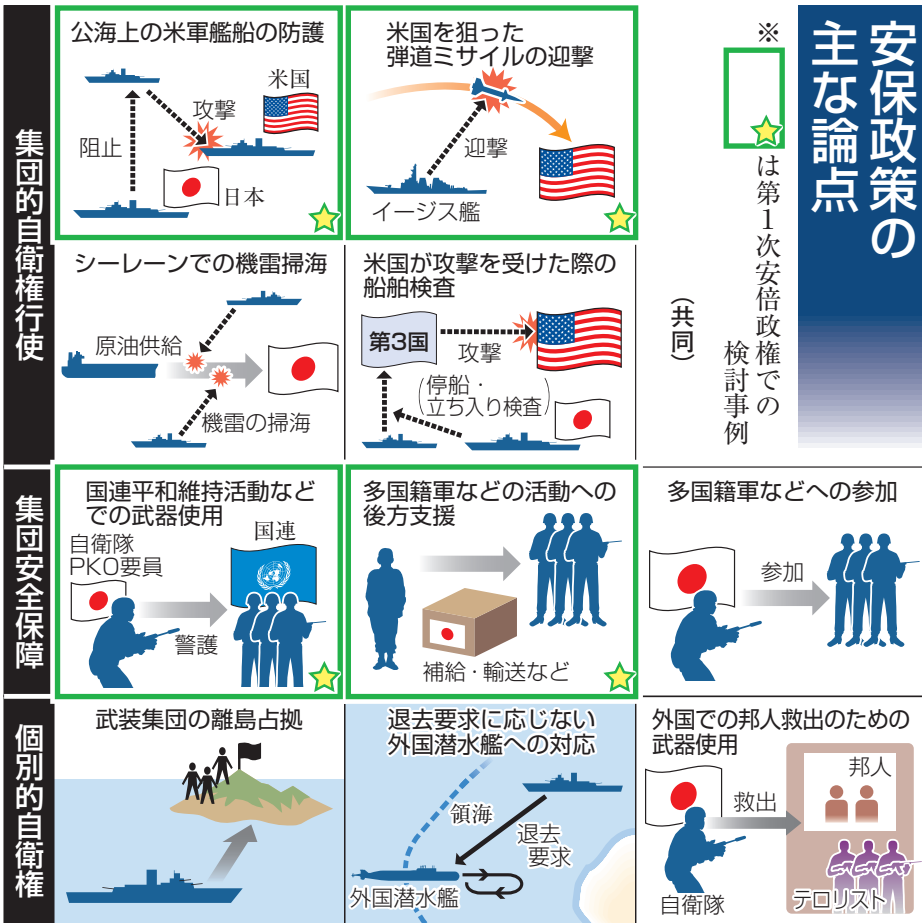 安保政策の
主な論点
※
は第1次安倍政権での
検討事例
(共同)
集団的自衛権行使
公海上の米軍艦船の防護
米国
攻撃
阻止
日本
米国を狙った
弾道ミサイルの迎撃
迎撃
イージス艦
シーレーンでの機雷掃海
原油供給
機雷の掃海
米国が攻撃を受けた際の
船舶検査
第3国
攻撃
(停船・
立ち入り検査)
集団安全保障
国連平和維持活動など
での武器使用
自衛隊
PKO要員
国連
警護
多国籍軍などの活動への
後方支援
補給・輸送など
多国籍軍などへの参加
参加
個別的自衛権
武装集団の離島占拠
退去要求に応じない
外国潜水艦への対応
領海
退去
要求
外国潜水艦
外国での邦人救出のための
武器使用
邦人
救出
自衛隊
テロリスト